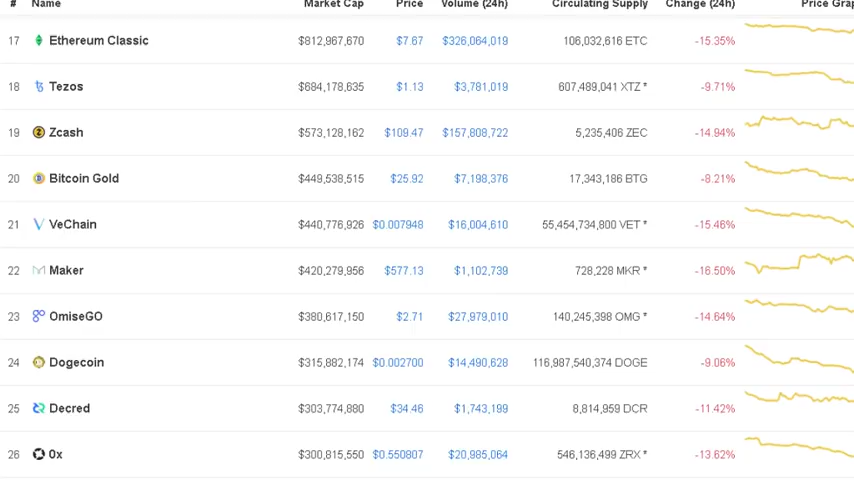 # Name Market Cap Price Volume (24h) Circulating Supply Change (24h) Price Grap
17 Ethereum Classic $812,967,670 $7.67 $326,064,019 106,032,616 ETC -15.35%
18 Tezos $684,178,635 $1.13 $3,781,019 607,489,041 XTZ * -9.71%
19 Zcash $573,128,162 $109.47 $157,808,722 5,235,406 ZEC -14.94%
20 Bitcoin Gold $449,538,515 $25.92 $7,198,376 17,343,186 BTG -8.21%
21 VeChain $440,776,926 $0.007948 $16,004,610 55,454,734,800 VET * -15.46%
22 Maker $420,279,956 $577.13 $1,102,739 728,228 MKR * -16.50%
23 OmiseGO $380,617,150 $2.71 $27,979,010 140,245,398 OMG * -14.64%
24 Dogecoin $315,882,174 $0.002700 $14,490,628 116,987,540,374 DOGE -9.06%
25 Decred $303,774,880 $34.46 $1,743,199 8,814,959 DCR -11.42%
26 0x $300,815,550 $0.550807 $20,985,064 546,136,499 ZRX * -13.62%